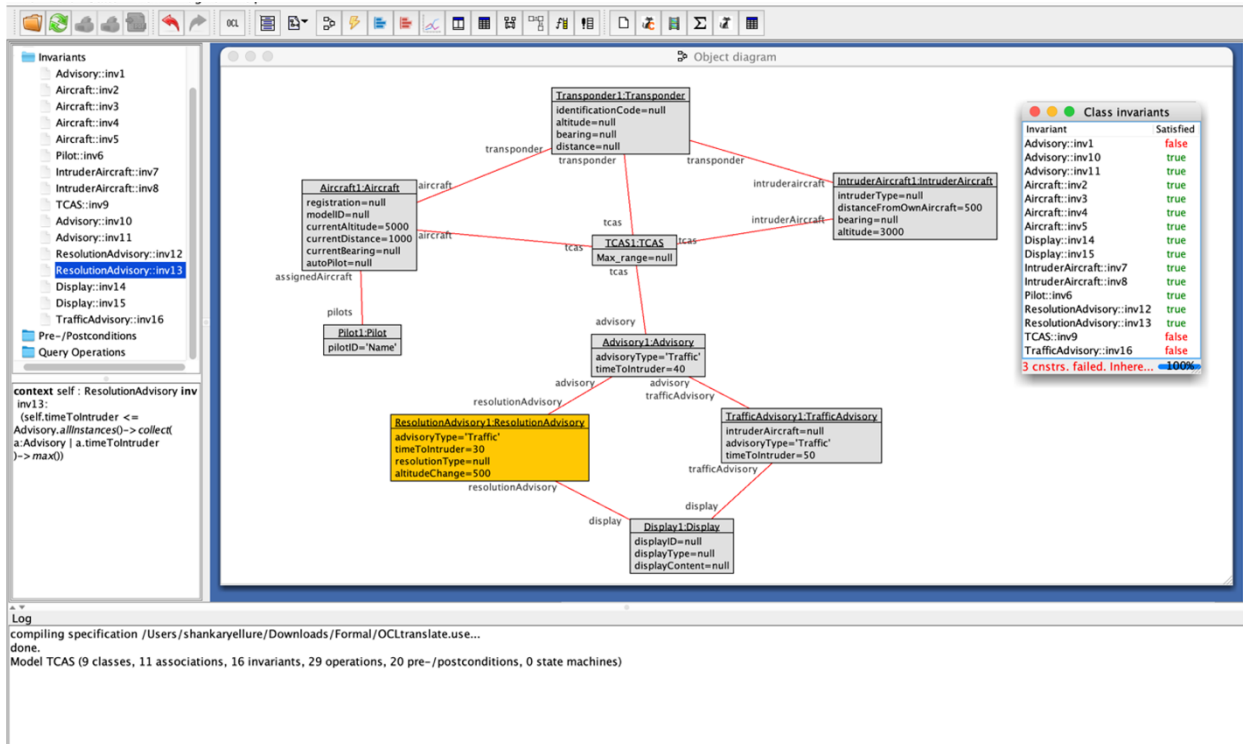 OCL
Invariants
Advisory::inv1
Aircraft::inv2
Aircraft::inv3
Aircraft::inv4
Aircraft::inv5
Pilot::inv6
IntruderAircraft::inv7
IntruderAircraft::inv8
TCAS::inv9
Advisory::inv10
Advisory::inv11
ResolutionAdvisory::inv12
ResolutionAdvisory::inv13
Display::inv14
Display::inv15
TrafficAdvisory::inv16
Pre-/Postconditions
Query Operations
context self : ResolutionAdvisory inv
inv13:
(self.timeToIntruder <=
Advisory.allInstances()->collect(
a:Advisory | a.timeToIntruder
)->max())
Object diagram
Transponder1:Transponder
identificationCode=null
altitude=null
bearing=null
distance=null
transponder
transponder
transponder
Aircraft1:Aircraft
registration=null
modelID=null
currentAltitude=5000
currentDistance=1000
currentBearing=null
autoPilot=null
aircraft
aircraft
assignedAircraft
pilots
Pilot1:Pilot
pilotID='Name'
intruderaircraft
intruderAircraft
IntruderAircraft1:IntruderAircraft
intruderType=null
distanceFromOwnAircraft=500
bearing=null
altitude=3000
tcas
tcas
tcas
TCAS1:TCAS
Max_range=null
tcas
advisory
Advisory1:Advisory
advisoryType='Traffic'
timeToIntruder=40
advisory
advisory
resolutionAdvisory
trafficAdvisory
ResolutionAdvisory1:ResolutionAdvisory
advisoryType='Traffic'
timeToIntruder=30
resolutionType=null
altitudeChange=500
resolutionAdvisory
TrafficAdvisory1:TrafficAdvisory
intruderAircraft=null
advisoryType='Traffic'
timeToIntruder=50
trafficAdvisory
display
display
Display1:Display
displayID=null
displayType=null
displayContent=null
Class invariants
Invariant Satisfied
Advisory::inv1 false
Advisory::inv10 true
Advisory::inv11 true
Aircraft::inv2 true
Aircraft::inv3 true
Aircraft::inv4 true
Aircraft::inv5 true
Display::inv14 true
Display::inv15 true
IntruderAircraft::inv7 true
IntruderAircraft::inv8 true
Pilot::inv6 true
ResolutionAdvisory::inv12 true
ResolutionAdvisory::inv13 true
TCAS::inv9 false
TrafficAdvisory::inv16 false
3 cnstrs. failed. Inhere... 100%
Log
compiling specification /Users/shankaryellure/Downloads/Formal/OCLtranslate.use...
done.
Model TCAS (9 classes, 11 associations, 16 invariants, 29 operations, 20 pre-/postconditions, 0 state machines)